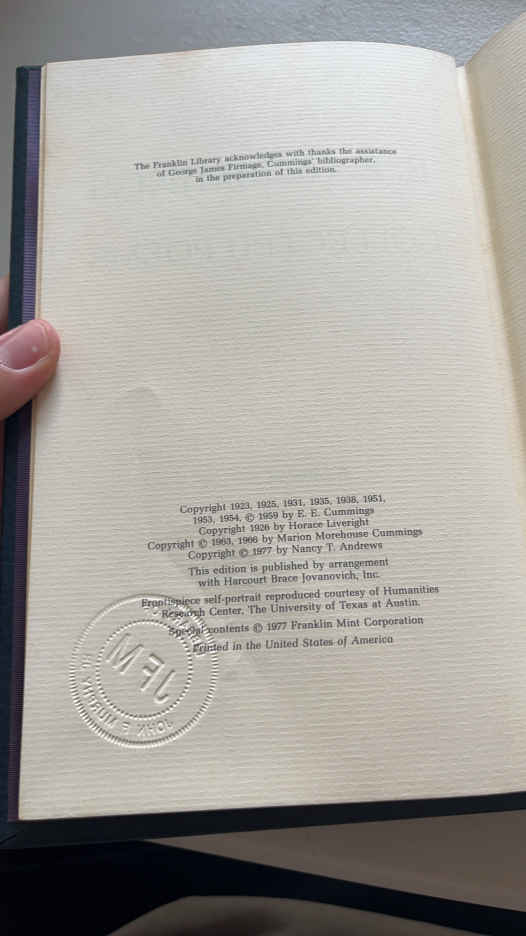 The Franklin Library acknowledges with thanks the assistance
of George James Firmage, Cummings' bibliographer,
in the preparation of this edition.
Copyright 1923, 1925, 1931, 1935, 1938, 1951,
1953, 1954, © 1959 by E. E. Cummings
Copyright 1926 by Horace Liveright
Copyright © 1963, 1966 by Marion Morehouse Cummings
Copyright © 1977 by Nancy T. Andrews
This edition is published by arrangement
with Harcourt Brace Jovanovich, Inc.
Frontispiece self-portrait reproduced courtesy of Humanities
Research Center, The University of Texas at Austin.
Special contents © 1977 Franklin Mint Corporation
Printed in the United States of America
JFM
JOHN F MURPHY JR